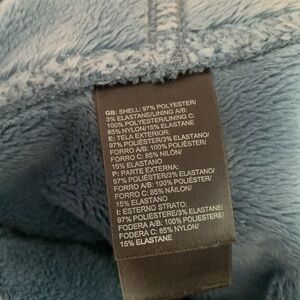 GB: SHELL: 97% POLYESTER/
3% ELASTANE/LINING A/B:
100% POLYESTER/LINING C:
85% NYLON/15% ELASTANE
E: TELA EXTERIOR:
97% POLIÉSTER/3% ELASTANO/
FORRO A/B: 100% POLIÉSTER/
FORRO C: 85% NILÓN/
15% ELASTANO
P: PARTE EXTERNA:
97% POLIÉSTER/3% ELASTANO/
FORRO A/B: 100% POLIÉSTER/
FORRO C: 85% NÁILON/
15% ELASTANO
I: ESTERNO STRATO:
97% POLIESTERE/3% ELASTANE/
FODERA A/B: 100% POLIESTERE/
FODERA C: 85% NYLON/
15% ELASTANE